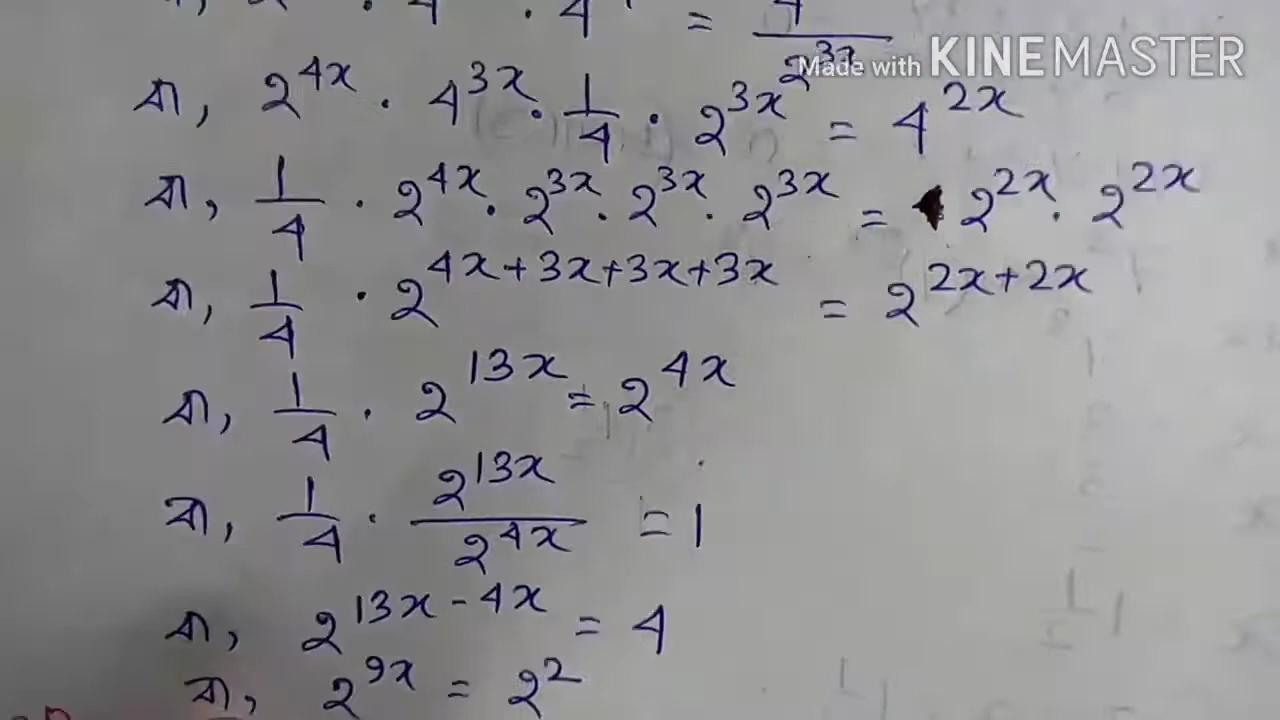 = 4 / 2^{3x}
Made with KINEMASTER
বা, 2^{4x} · 4^{3x} · 1/4 · 2^{3x} = 4^{2x}
বা, 1/4 · 2^{4x} · 2^{3x} · 2^{3x} · 2^{3x} = 2^{2x} · 2^{2x}
বা, 1/4 · 2^{4x+3x+3x+3x} = 2^{2x+2x}
বা, 1/4 · 2^{13x} = 2^{4x}
বা, 1/4 · 2^{13x} / 2^{4x} = 1
বা, 2^{13x-4x} = 4
বা, 2^{9x} = 2^{2}